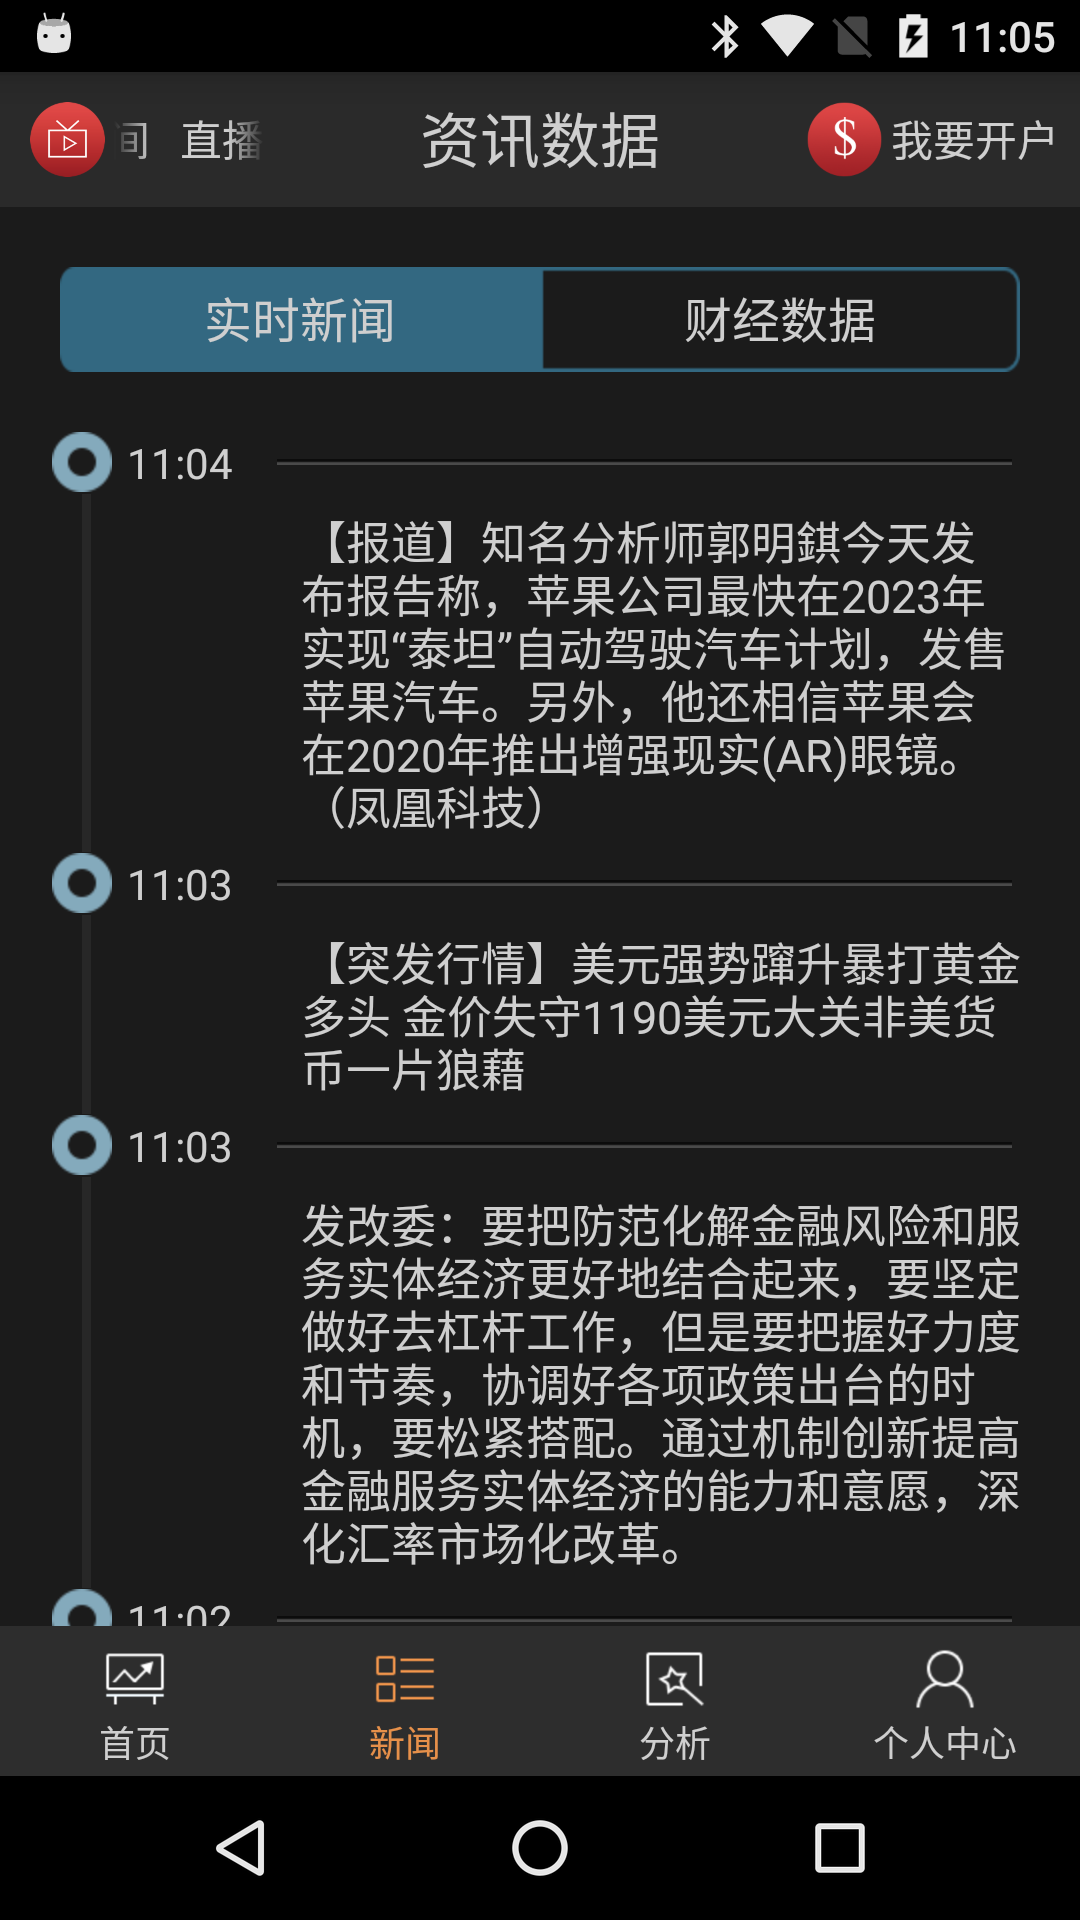 11:05
间 直播
资讯数据
$ 我要开户
实时新闻
财经数据
11:04
【报道】知名分析师郭明錤今天发
布报告称，苹果公司最快在2023年
实现“泰坦”自动驾驶汽车计划，发售
苹果汽车。另外，他还相信苹果会
在2020年推出增强现实(AR)眼镜。
（凤凰科技）
11:03
【突发行情】美元强势蹿升暴打黄金
多头 金价失守1190美元大关非美货
币一片狼藉
11:03
发改委：要把防范化解金融风险和服
务实体经济更好地结合起来，要坚定
做好去杠杆工作，但是要把握好力度
和节奏，协调好各项政策出台的时
机，要松紧搭配。通过机制创新提高
金融服务实体经济的能力和意愿，深
化汇率市场化改革。
11:02
首页
新闻
分析
个人中心